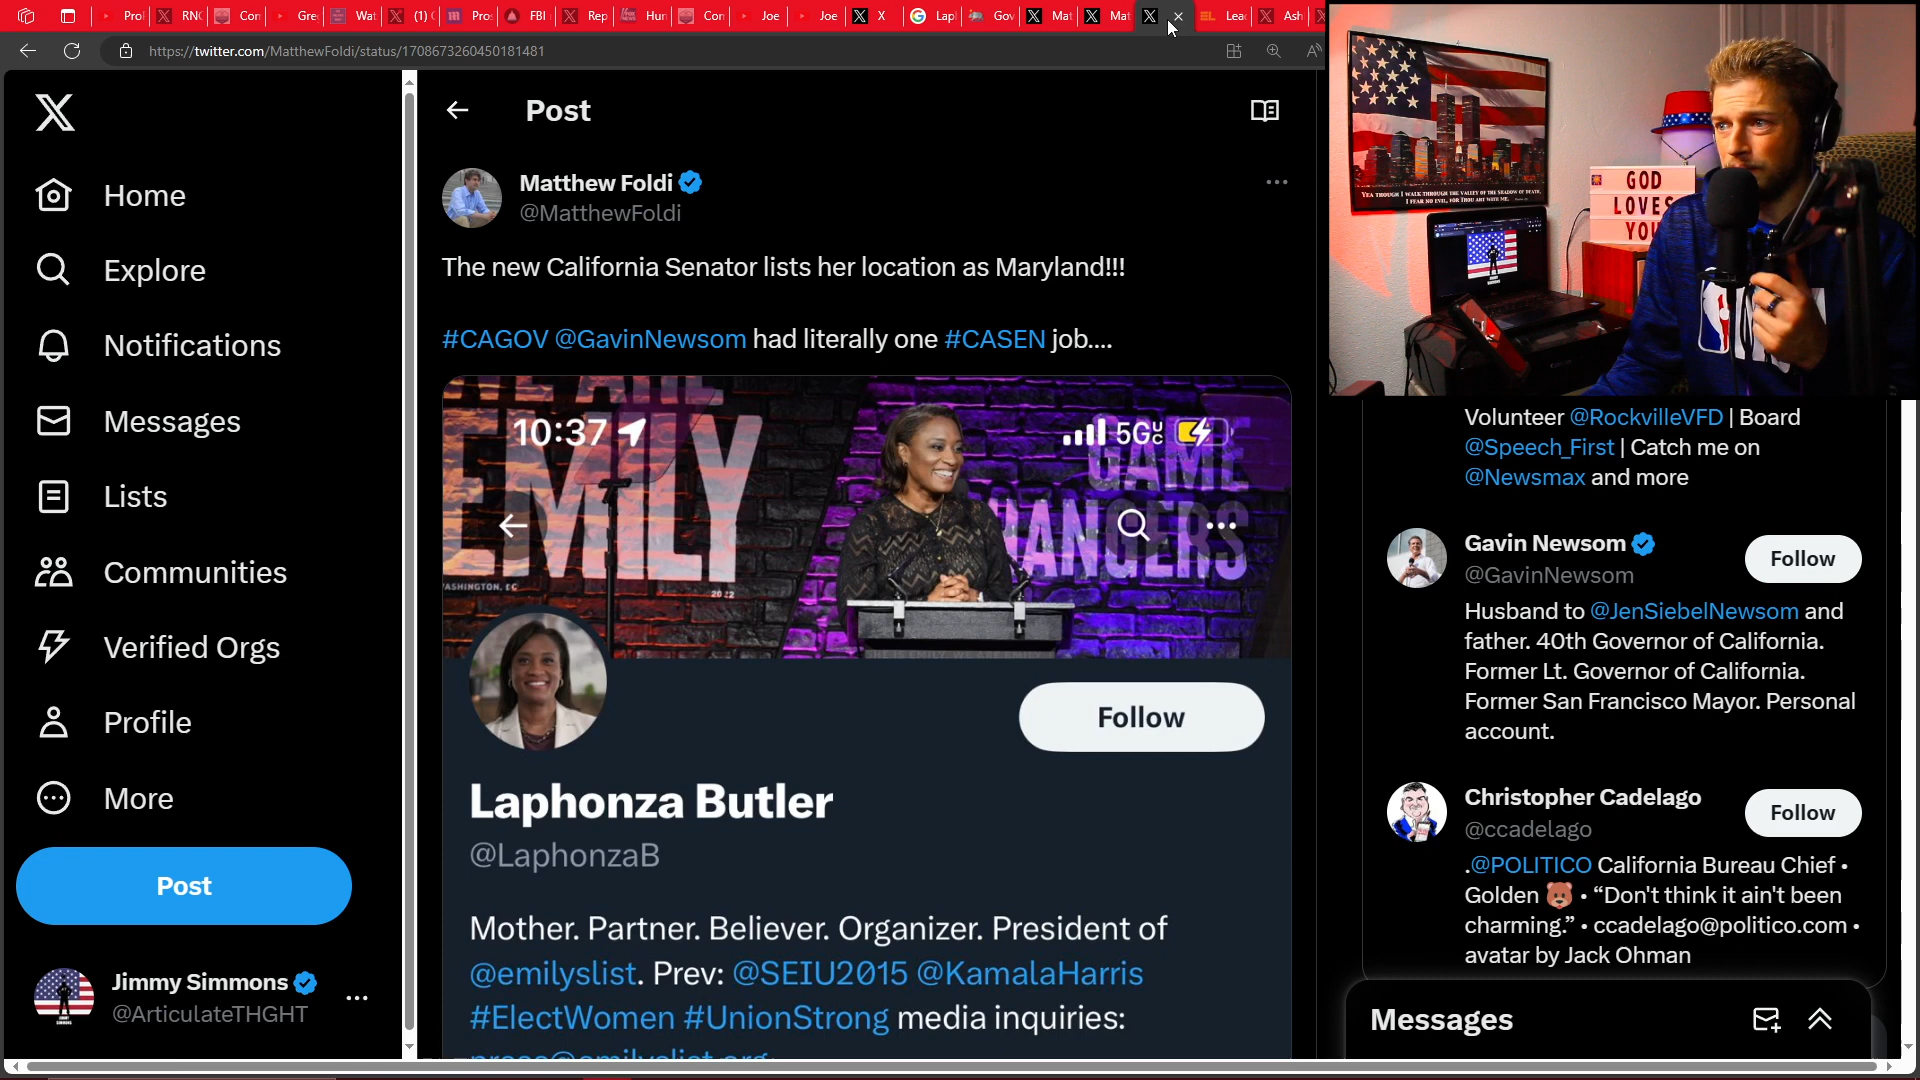 Pro
RNC
Con
Gre
Wat
(1)
Pro
FBI
Rep
Hun
Con
Joe
Joe
X
Lap
Gov
Mat
Mat
Lea
Ash
https://twitter.com/MatthewFoldi/status/1708673260450181481
Home
Explore
Notifications
Messages
Lists
Communities
Verified Orgs
Profile
More
Post
Jimmy Simmons
@ArticulateTHGHT
Post
Matthew Foldi
@MatthewFoldi
The new California Senator lists her location as Maryland!!!
#CAGOV @GavinNewsom had literally one #CASEN job....
10:37
5G
EMILY
GAME
CHANGERS
WASHINGTON, DC
2022
Follow
Laphonza Butler
@LaphonzaB
Mother. Partner. Believer. Organizer. President of
@emilyslist. Prev: @SEIU2015 @KamalaHarris
#ElectWomen #UnionStrong media inquiries:
press@emilyslist.org
YEA THOUGH I WALK THROUGH THE VALLEY OF THE SHADOW OF DEATH,
I FEAR NO EVIL, FOR THOU ART WITH ME.
GOD
LOVES
YOU
Volunteer @RockvilleVFD | Board
@Speech_First | Catch me on
@Newsmax and more
Gavin Newsom
@GavinNewsom
Follow
Husband to @JenSiebelNewsom and
father. 40th Governor of California.
Former Lt. Governor of California.
Former San Francisco Mayor. Personal
account.
Christopher Cadelago
@ccadelago
Follow
.@POLITICO California Bureau Chief •
Golden 🐻 • “Don't think it ain't been
charming.” • ccadelago@politico.com •
avatar by Jack Ohman
Messages